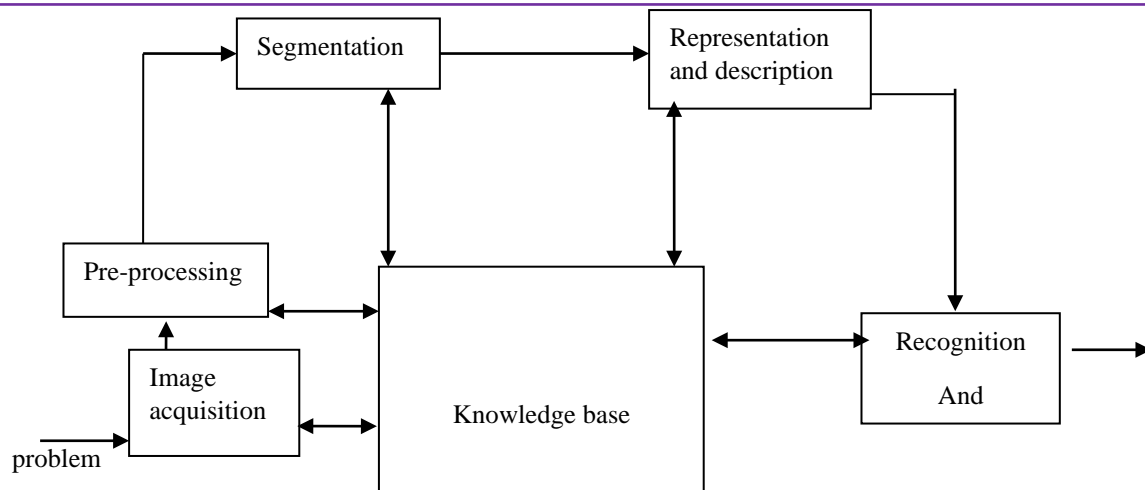 Segmentation
Representation
and description
Pre-processing
Image
acquisition
problem
Knowledge base
Recognition
And